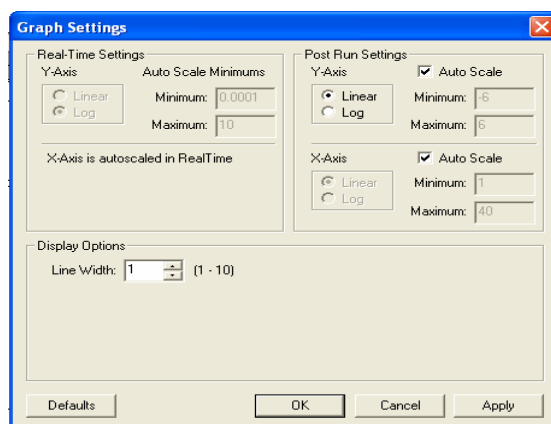 Graph Settings
Real-Time Settings
Y-Axis
Auto Scale Minimums
Linear
Log
Minimum: 0.0001
Maximum: 10
X-Axis is autoscaled in RealTime
Post Run Settings
Y-Axis
Auto Scale
Linear
Log
Minimum: -6
Maximum: 6
X-Axis
Auto Scale
Linear
Log
Minimum: 1
Maximum: 40
Display Options
Line Width: 1 (1 - 10)
Defaults
OK
Cancel
Apply